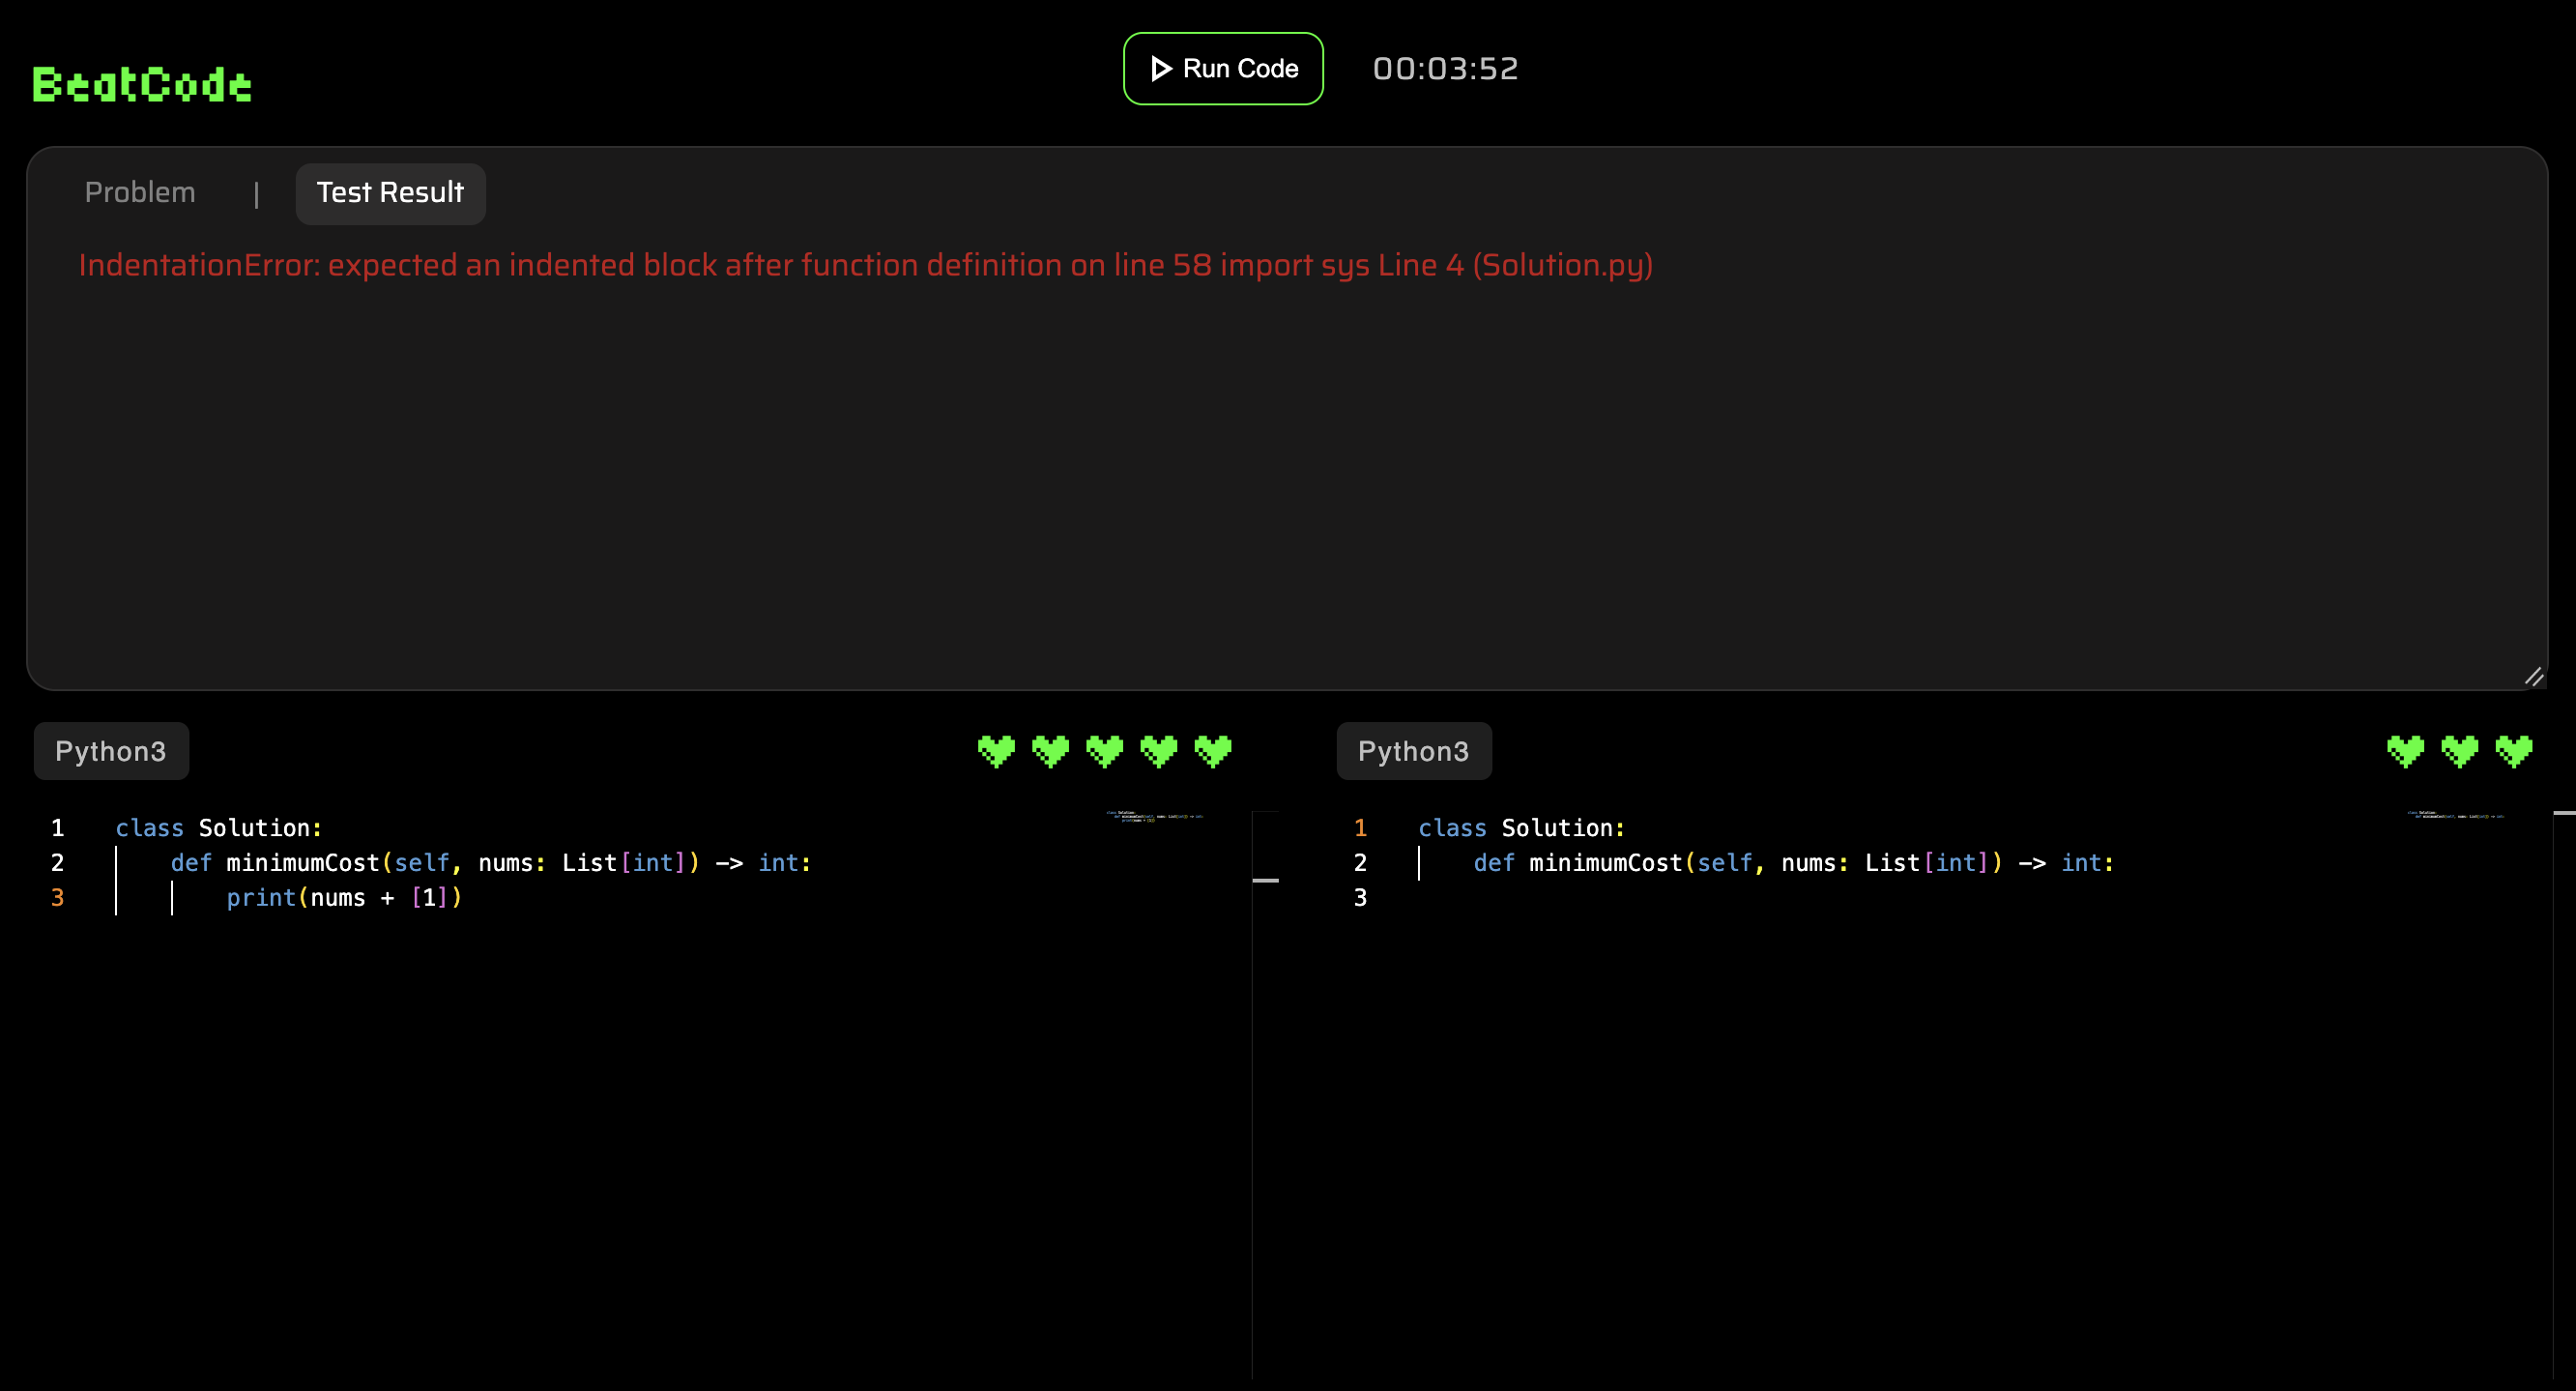 BeatCode
Run Code
00:03:52
Problem | Test Result
IndentationError: expected an indented block after function definition on line 58 import sys Line 4 (Solution.py)
Python3
1 class Solution:
2 def minimumCost(self, nums: List[int]) -> int:
3 print(nums + [1])
Python3
1 class Solution:
2 def minimumCost(self, nums: List[int]) -> int:
3